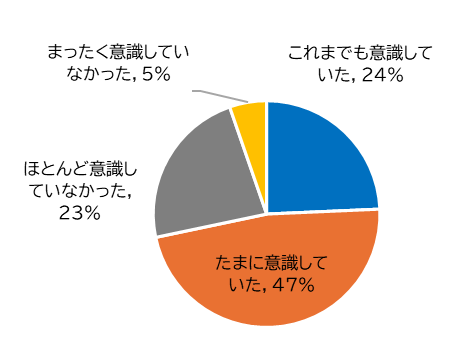 まったく意識してい
なかった, 5%
これまでも意識して
いた, 24%
ほとんど意識し
ていなかった,
23%
たまに意識して
いた, 47%